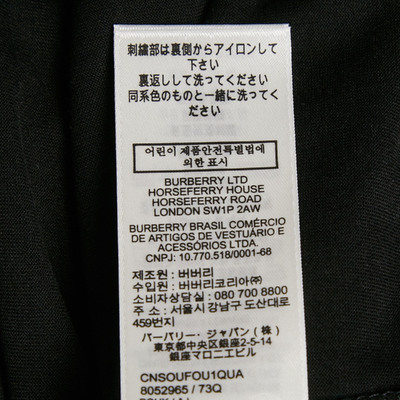 刺繍部は裏側からアイロンして
下さい
裏返しして洗ってください
同系色のものと一緒に洗ってくだ
さい
어린이 제품안전특별법에
의한 표시
BURBERRY LTD
HORSEFERRY HOUSE
HORSEFERRY ROAD
LONDON SW1P 2AW
BURBERRY BRASIL COMÉRCIO
DE ARTIGOS DE VESTUÁRIO E
ACESSÓRIOS LTDA.
CNPJ: 10.770.518/0001-68
제조원 : 버버리
수입원 : 버버리코리아㈜
소비자상담실 : 080 700 8800
주 소 : 서울시 강남구 도산대로
459번지
バーバリー・ジャパン(株)
東京都中央区銀座2-5-14
銀座マロニエビル
CNSOUFOU1QUA
8052965 / 73Q